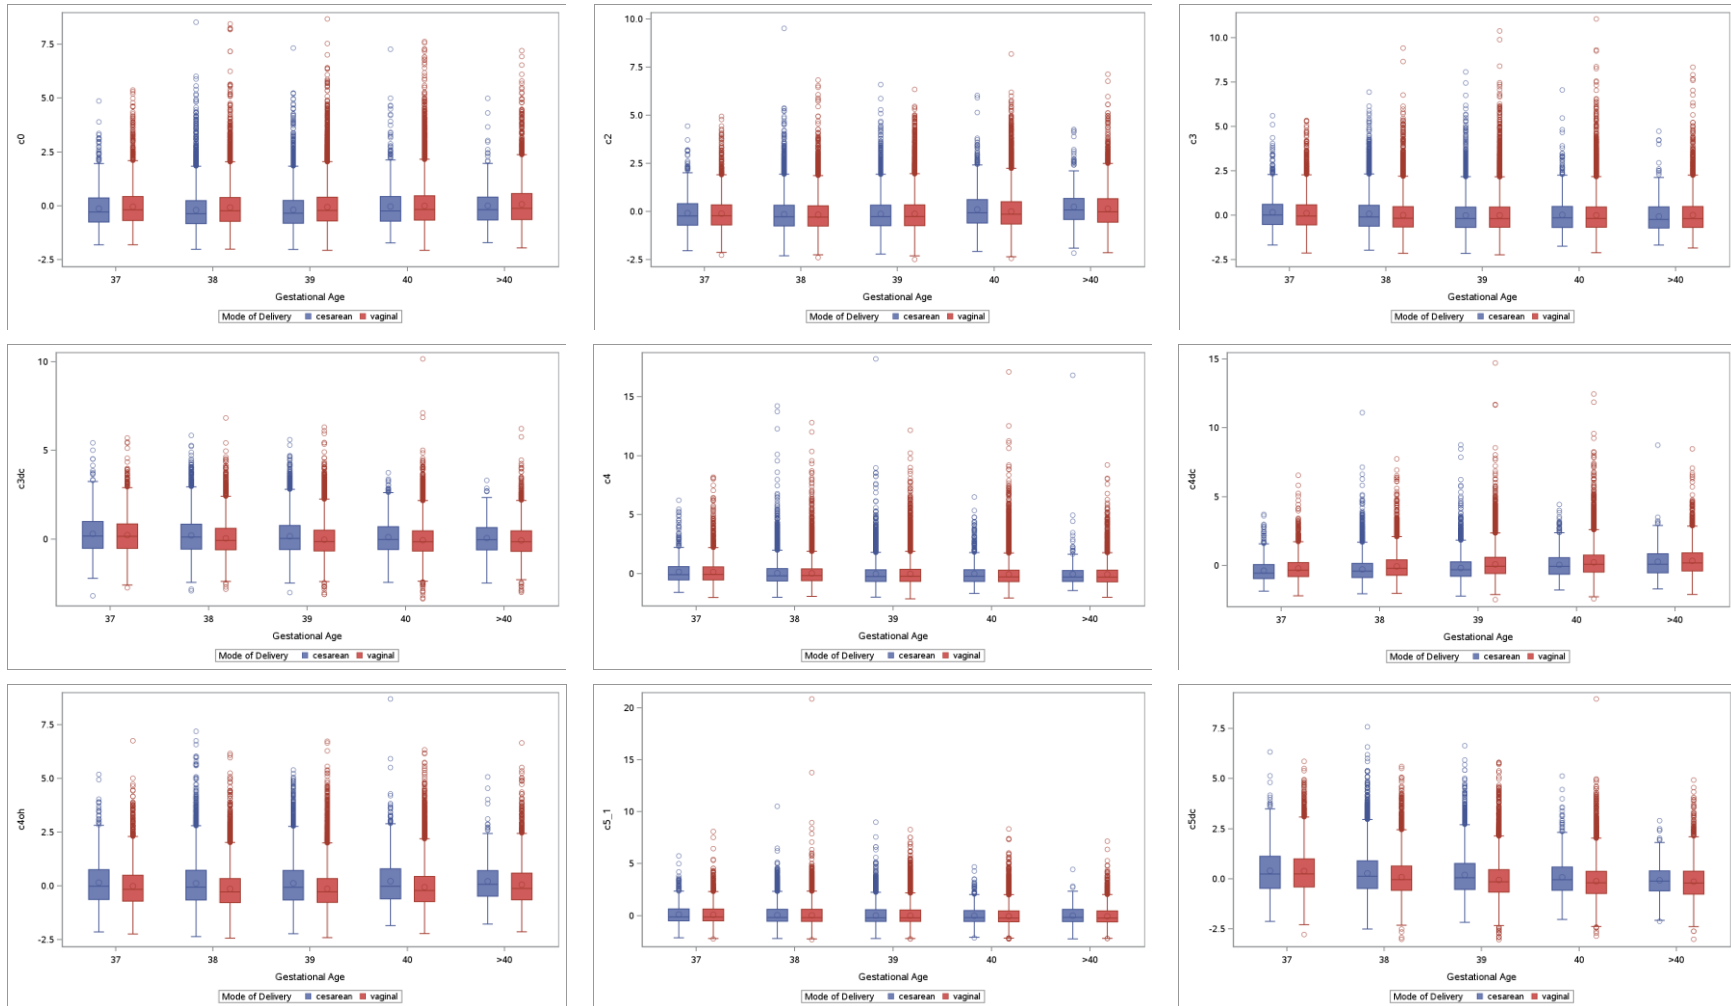 c0
7.5
5.0
2.5
0.0
-2.5
37 38 39 40 >40
Gestational Age
Mode of Delivery cesarean vaginal
c2
10.0
7.5
5.0
2.5
0.0
-2.5
37 38 39 40 >40
Gestational Age
Mode of Delivery cesarean vaginal
c3
10.0
7.5
5.0
2.5
0.0
-2.5
37 38 39 40 >40
Gestational Age
Mode of Delivery cesarean vaginal
c3dc
10
5
0
37 38 39 40 >40
Gestational Age
Mode of Delivery cesarean vaginal
c4
15
10
5
0
37 38 39 40 >40
Gestational Age
Mode of Delivery cesarean vaginal
c4dc
15
10
5
0
37 38 39 40 >40
Gestational Age
Mode of Delivery cesarean vaginal
c4oh
7.5
5.0
2.5
0.0
-2.5
37 38 39 40 >40
Gestational Age
Mode of Delivery cesarean vaginal
c5_1
20
15
10
5
0
37 38 39 40 >40
Gestational Age
Mode of Delivery cesarean vaginal
c5dc
7.5
5.0
2.5
0.0
-2.5
37 38 39 40 >40
Gestational Age
Mode of Delivery cesarean vaginal